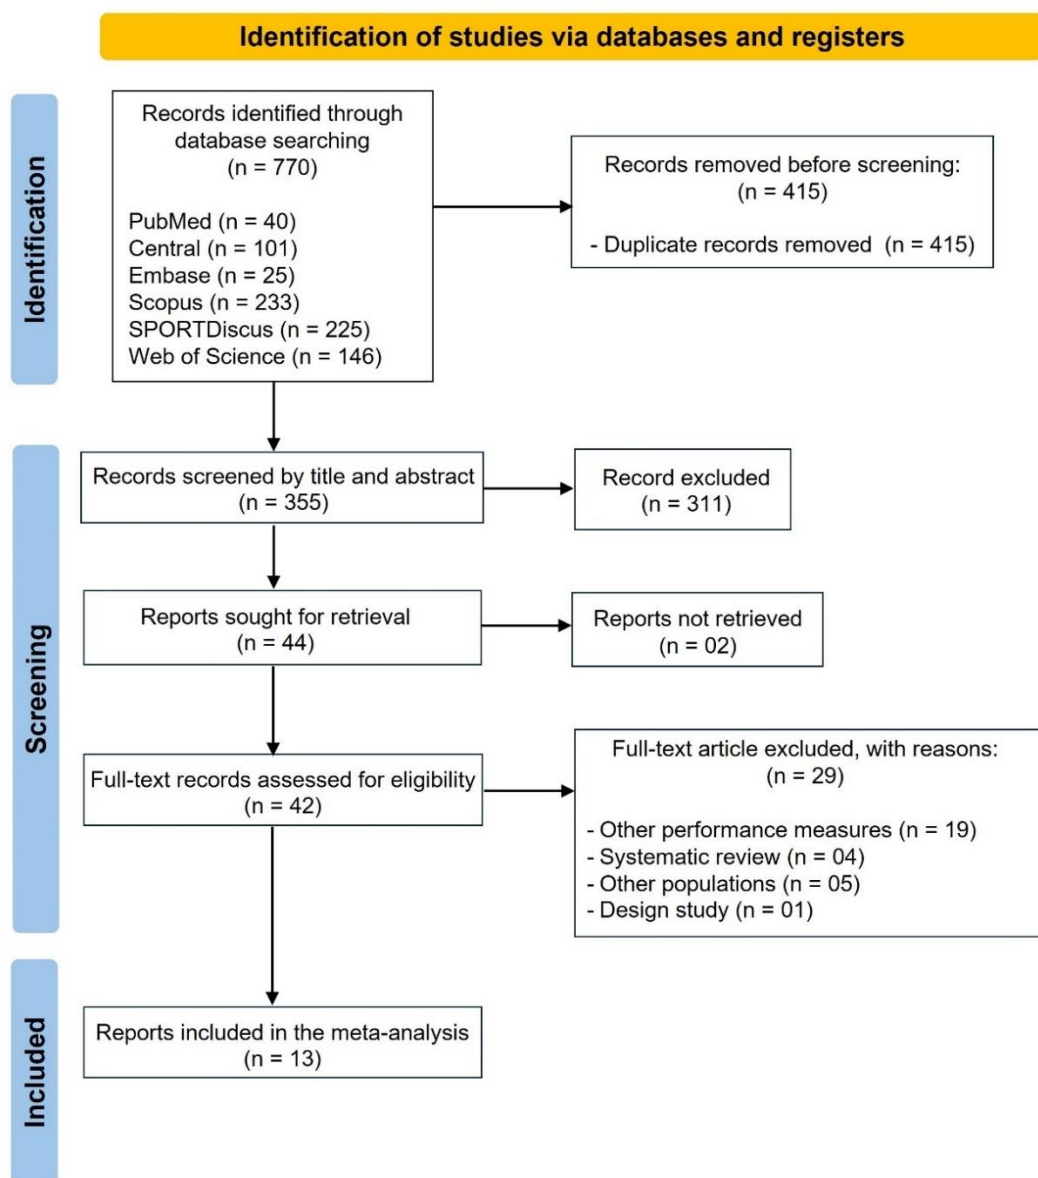 Identification of studies via databases and registers
Identification
Records identified through
database searching
(n = 770)
PubMed (n = 40)
Central (n = 101)
Embase (n = 25)
Scopus (n = 233)
SPORTDiscus (n = 225)
Web of Science (n = 146)
Records removed before screening:
(n = 415)
- Duplicate records removed (n = 415)
Screening
Records screened by title and abstract
(n = 355)
Record excluded
(n = 311)
Reports sought for retrieval
(n = 44)
Reports not retrieved
(n = 02)
Full-text records assessed for eligibility
(n = 42)
Full-text article excluded, with reasons:
(n = 29)
- Other performance measures (n = 19)
- Systematic review (n = 04)
- Other populations (n = 05)
- Design study (n = 01)
Included
Reports included in the meta-analysis
(n = 13)